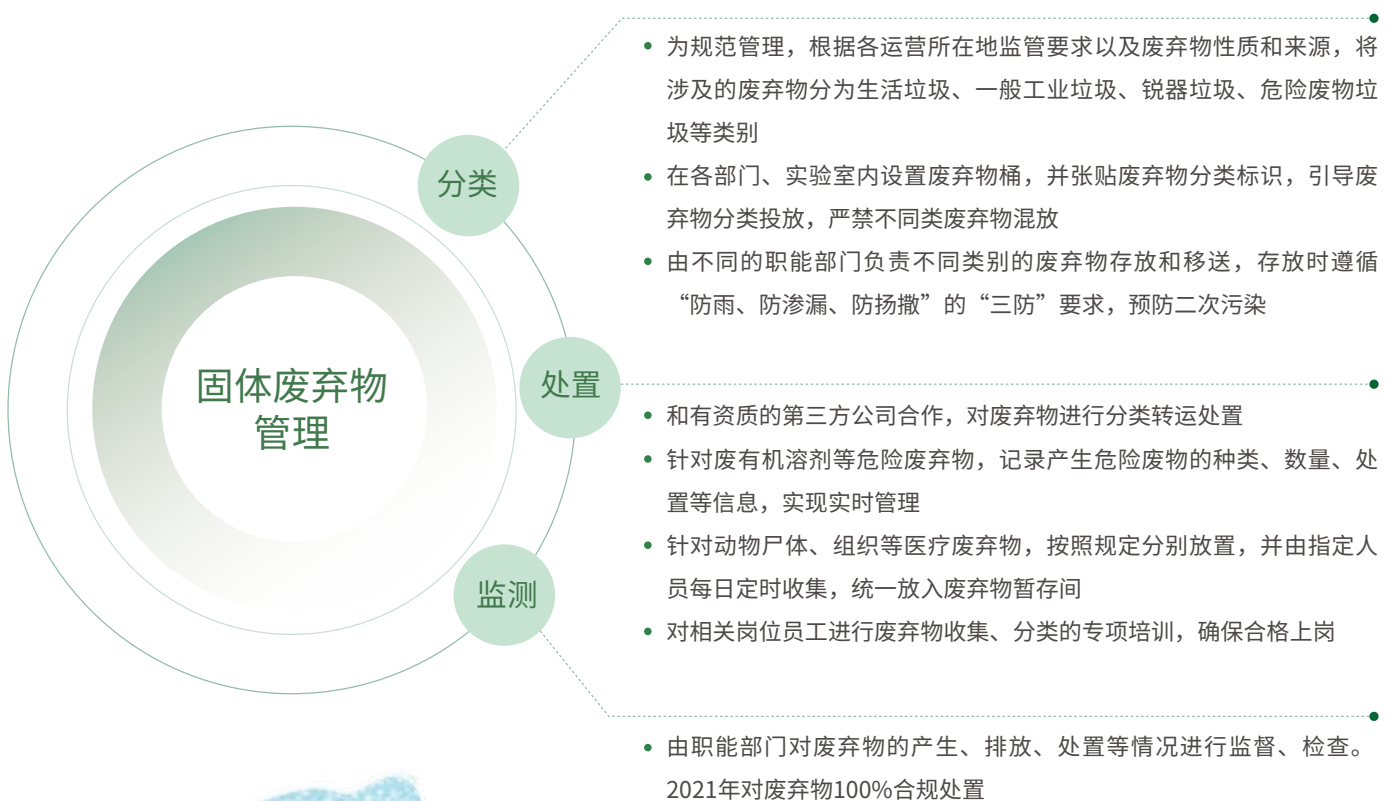 固体废弃物
管理
分类
为规范管理，根据各运营所在地监管要求以及废弃物性质和来源，将
涉及的废弃物分为生活垃圾、一般工业垃圾、锐器垃圾、危险废物垃
圾等类别
在各部门、实验室内设置废弃物桶，并张贴废弃物分类标识，引导废
弃物分类投放，严禁不同类废弃物混放
由不同的职能部门负责不同类别的废弃物存放和移送，存放时遵循
“防雨、防渗漏、防扬撒”的“三防”要求，预防二次污染
处置
和有资质的第三方公司合作，对废弃物进行分类转运处置
针对废有机溶剂等危险废弃物，记录产生危险废物的种类、数量、处
置等信息，实现实时管理
针对动物尸体、组织等医疗废弃物，按照规定分别放置，并由指定人
员每日定时收集，统一放入废弃物暂存间
对相关岗位员工进行废弃物收集、分类的专项培训，确保合格上岗
监测
由职能部门对废弃物的产生、排放、处置等情况进行监督、检查。
2021年对废弃物100%合规处置